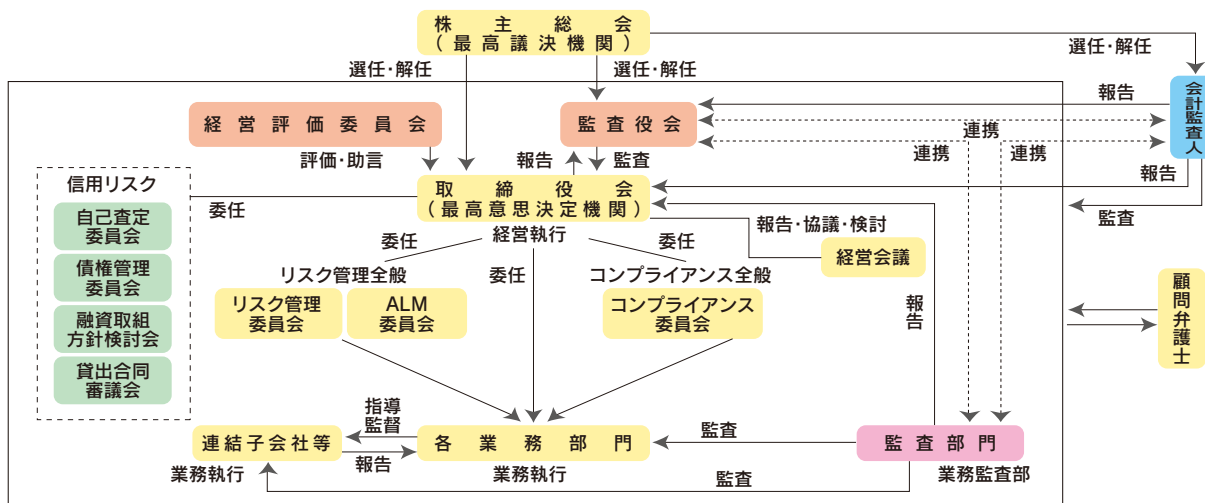 株主総会
（最高議決機関）
選任・解任
選任・解任
選任・解任
経営評価委員会
監査役会
会計監査人
報告
連携
連携
連携
評価・助言
報告
監査
報告
監査
信用リスク
自己査定
委員会
債権管理
委員会
融資取組
方針検討会
貸出合同
審議会
委任
取締役会
（最高意思決定機関）
経営執行
報告・協議・検討
経営会議
委任
委任
委任
リスク管理全般
コンプライアンス全般
リスク管理
委員会
ALM
委員会
コンプライアンス
委員会
報告
顧問弁護士
指導
監督
連結子会社等
業務執行
報告
各業務部門
業務執行
監査
監査部門
業務監査部
監査